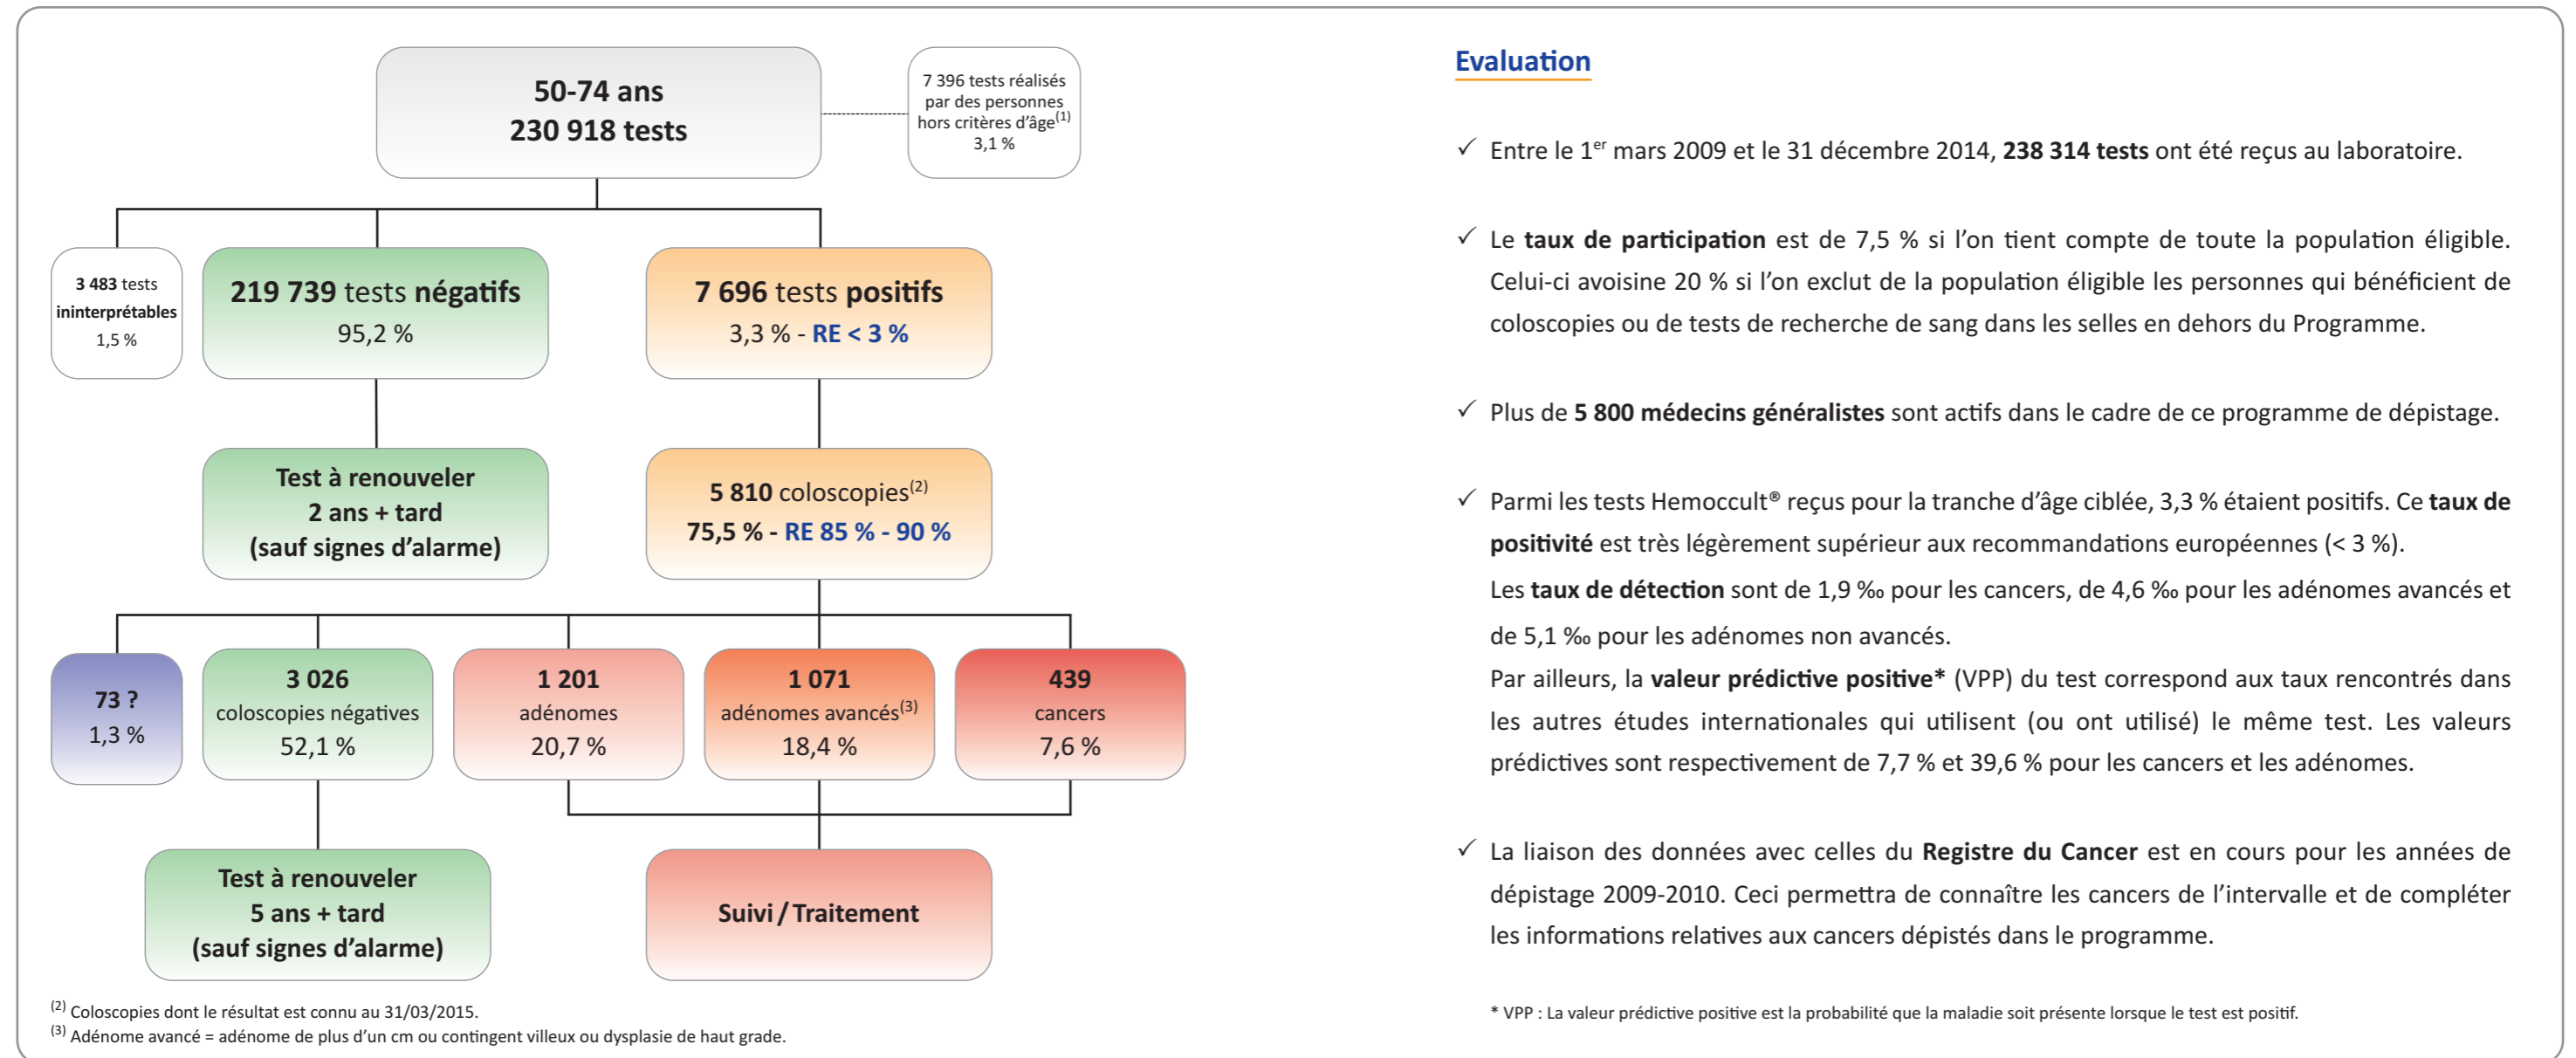 50-74 ans
230 918 tests
7 396 tests réalisés
par des personnes
hors critères d'âge(1)
3,1 %
3 483 tests
ininterprétables
1,5 %
219 739 tests négatifs
95,2 %
7 696 tests positifs
3,3 % - RE < 3 %
Test à renouveler
2 ans + tard
(sauf signes d'alarme)
5 810 coloscopies(2)
75,5 % - RE 85 % - 90 %
73 ?
1,3 %
3 026
coloscopies négatives
52,1 %
1 201
adénomes
20,7 %
1 071
adénomes avancés(3)
18,4 %
439
cancers
7,6 %
Test à renouveler
5 ans + tard
(sauf signes d'alarme)
Suivi / Traitement
(2) Coloscopies dont le résultat est connu au 31/03/2015.
(3) Adénome avancé = adénome de plus d'un cm ou contingent villeux ou dysplasie de haut grade.
Evaluation
✓ Entre le 1er mars 2009 et le 31 décembre 2014, 238 314 tests ont été reçus au laboratoire.
✓ Le taux de participation est de 7,5 % si l'on tient compte de toute la population éligible.
Celui-ci avoisine 20 % si l'on exclut de la population éligible les personnes qui bénéficient de
coloscopies ou de tests de recherche de sang dans les selles en dehors du Programme.
✓ Plus de 5 800 médecins généralistes sont actifs dans le cadre de ce programme de dépistage.
✓ Parmi les tests Hemoccult® reçus pour la tranche d'âge ciblée, 3,3 % étaient positifs. Ce taux de
positivité est très légèrement supérieur aux recommandations européennes (< 3 %).
Les taux de détection sont de 1,9 ‰ pour les cancers, de 4,6 ‰ pour les adénomes avancés et
de 5,1 ‰ pour les adénomes non avancés.
Par ailleurs, la valeur prédictive positive* (VPP) du test correspond aux taux rencontrés dans
les autres études internationales qui utilisent (ou ont utilisé) le même test. Les valeurs
prédictives sont respectivement de 7,7 % et 39,6 % pour les cancers et les adénomes.
✓ La liaison des données avec celles du Registre du Cancer est en cours pour les années de
dépistage 2009-2010. Ceci permettra de connaître les cancers de l'intervalle et de compléter
les informations relatives aux cancers dépistés dans le programme.
* VPP : La valeur prédictive positive est la probabilité que la maladie soit présente lorsque le test est positif.